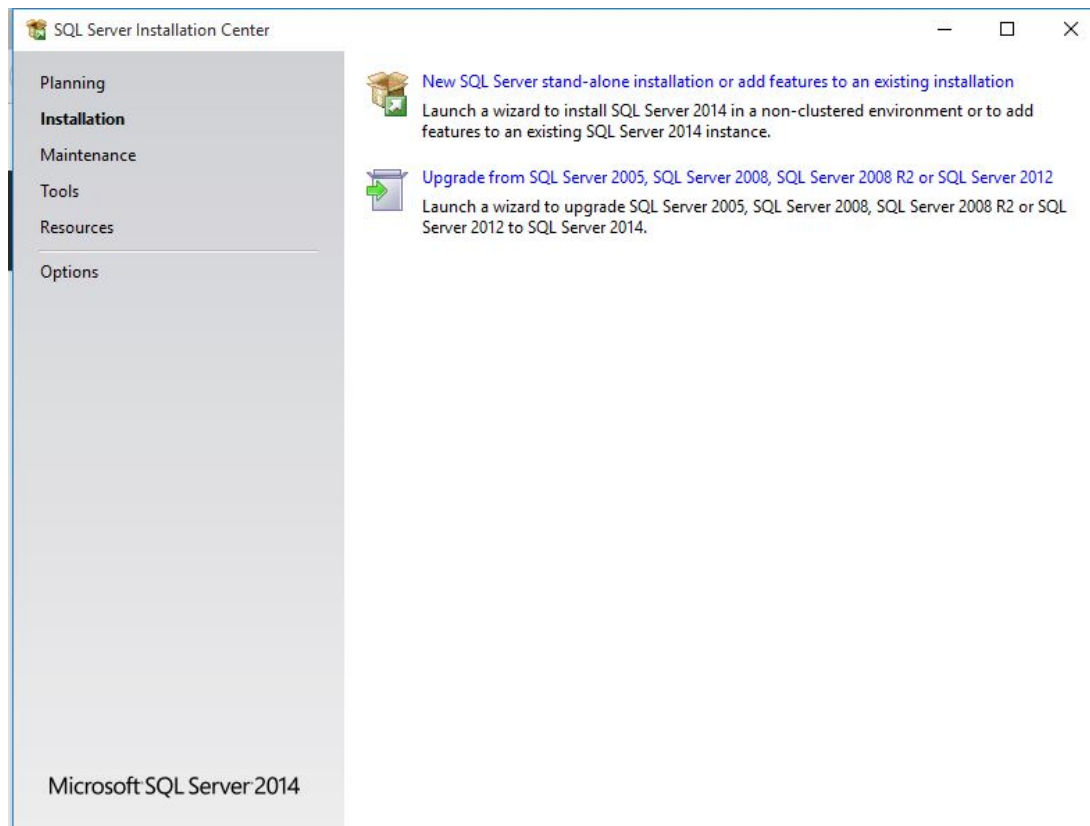 SQL Server Installation Center
Planning
Installation
Maintenance
Tools
Resources
Options
New SQL Server stand-alone installation or add features to an existing installation
Launch a wizard to install SQL Server 2014 in a non-clustered environment or to add
features to an existing SQL Server 2014 instance.
Upgrade from SQL Server 2005, SQL Server 2008, SQL Server 2008 R2 or SQL Server 2012
Launch a wizard to upgrade SQL Server 2005, SQL Server 2008, SQL Server 2008 R2 or SQL
Server 2012 to SQL Server 2014.
Microsoft SQL Server 2014